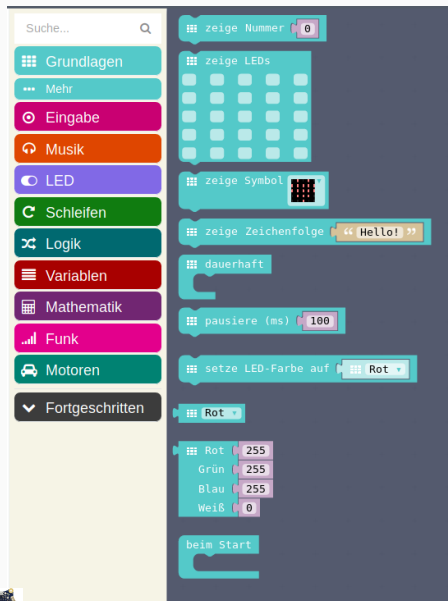 Suche...
Grundlagen
Mehr
Eingabe
Musik
LED
Schleifen
Logik
Variablen
Mathematik
Funk
Motoren
Fortgeschritten
zeige Nummer 0
zeige LEDs
zeige Symbol
zeige Zeichenfolge “ Hello! ”
dauerhaft
pausiere (ms) 100
setze LED-Farbe auf Rot
Rot
Rot 255
Grün 255
Blau 255
Weiß 0
beim Start